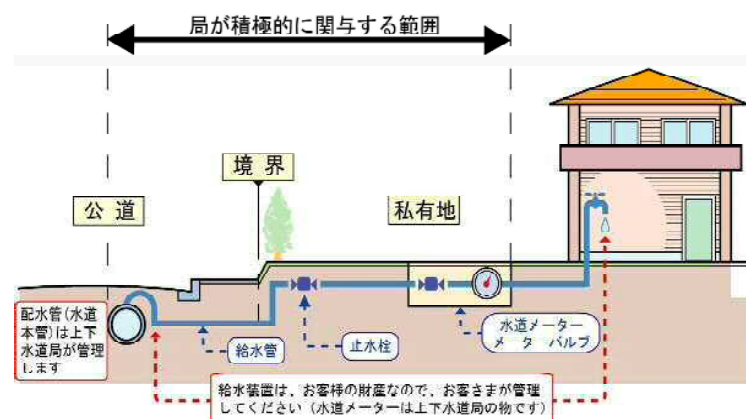 局が積極的に関与する範囲
境界
公道
私有地
配水管(水道
本管)は上下
水道局が管理
します
給水管
止水栓
水道メーター
メーターバルブ
給水装置は、お客様の財産なので、お客さまが管理
してください(水道メーターは上下水道局の物です)